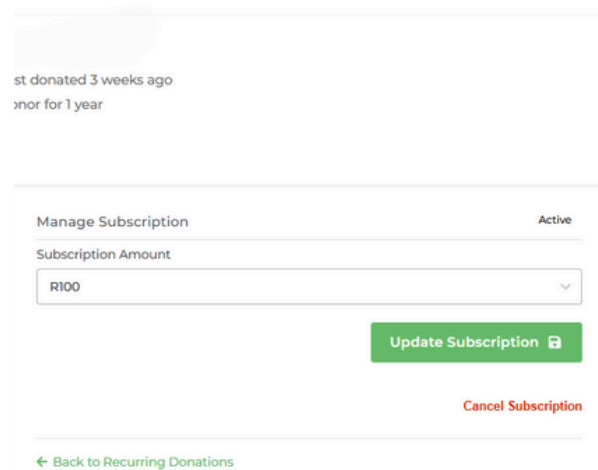 st donated 3 weeks ago
onor for 1 year
Manage Subscription
Active
Subscription Amount
R100
Update Subscription
Cancel Subscription
← Back to Recurring Donations